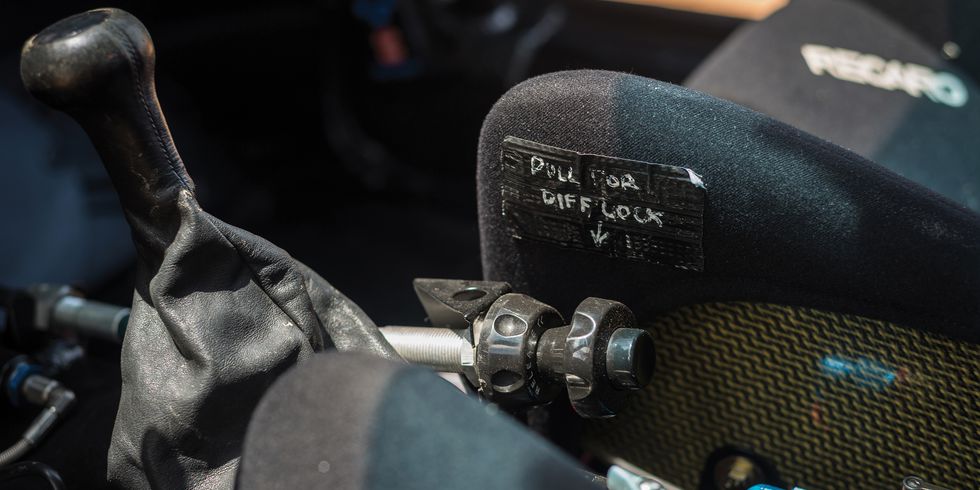 RECARO
PULL FOR
DIFF LOCK